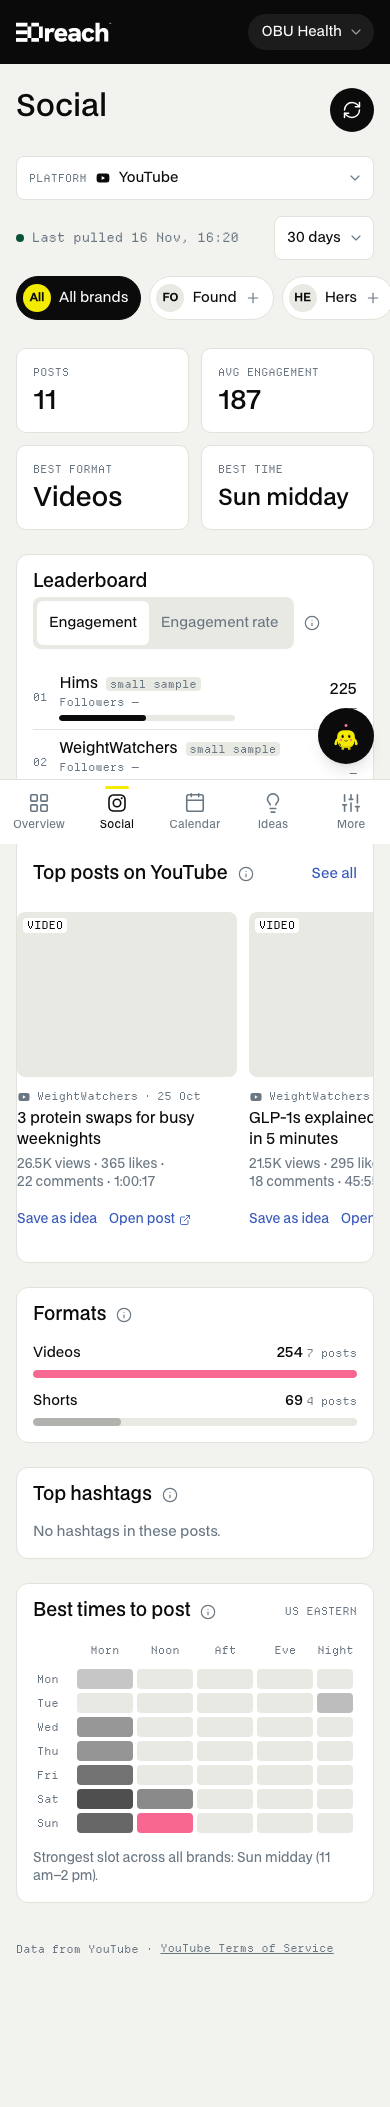 reach
OBU Health
Social
PLATFORM YouTube
Last pulled 16 Nov, 16:20
30 days
All All brands
FO Found
HE Hers
POSTS
11
AVG ENGAGEMENT
187
BEST FORMAT
Videos
BEST TIME
Sun midday
Leaderboard
Engagement Engagement rate
01 Hims small sample 225
Followers — —
02 WeightWatchers small sample
Followers — —
Overview Social Calendar Ideas More
Top posts on YouTube See all
VIDEO
WeightWatchers · 25 Oct
3 protein swaps for busy
weeknights
26.5K views · 365 likes ·
22 comments · 1:00:17
Save as idea Open post
VIDEO
WeightWatchers
GLP-1s explained
in 5 minutes
21.5K views · 295
18 comments ·
Save as idea Open
Formats
Videos 254 7 posts
Shorts 69 4 posts
Top hashtags
No hashtags in these posts.
Best times to post US EASTERN
Morn Noon Aft Eve Night
Mon
Tue
Wed
Thu
Fri
Sat
Sun
Strongest slot across all brands: Sun midday (11
am–2 pm).
Data from YouTube · YouTube Terms of Service